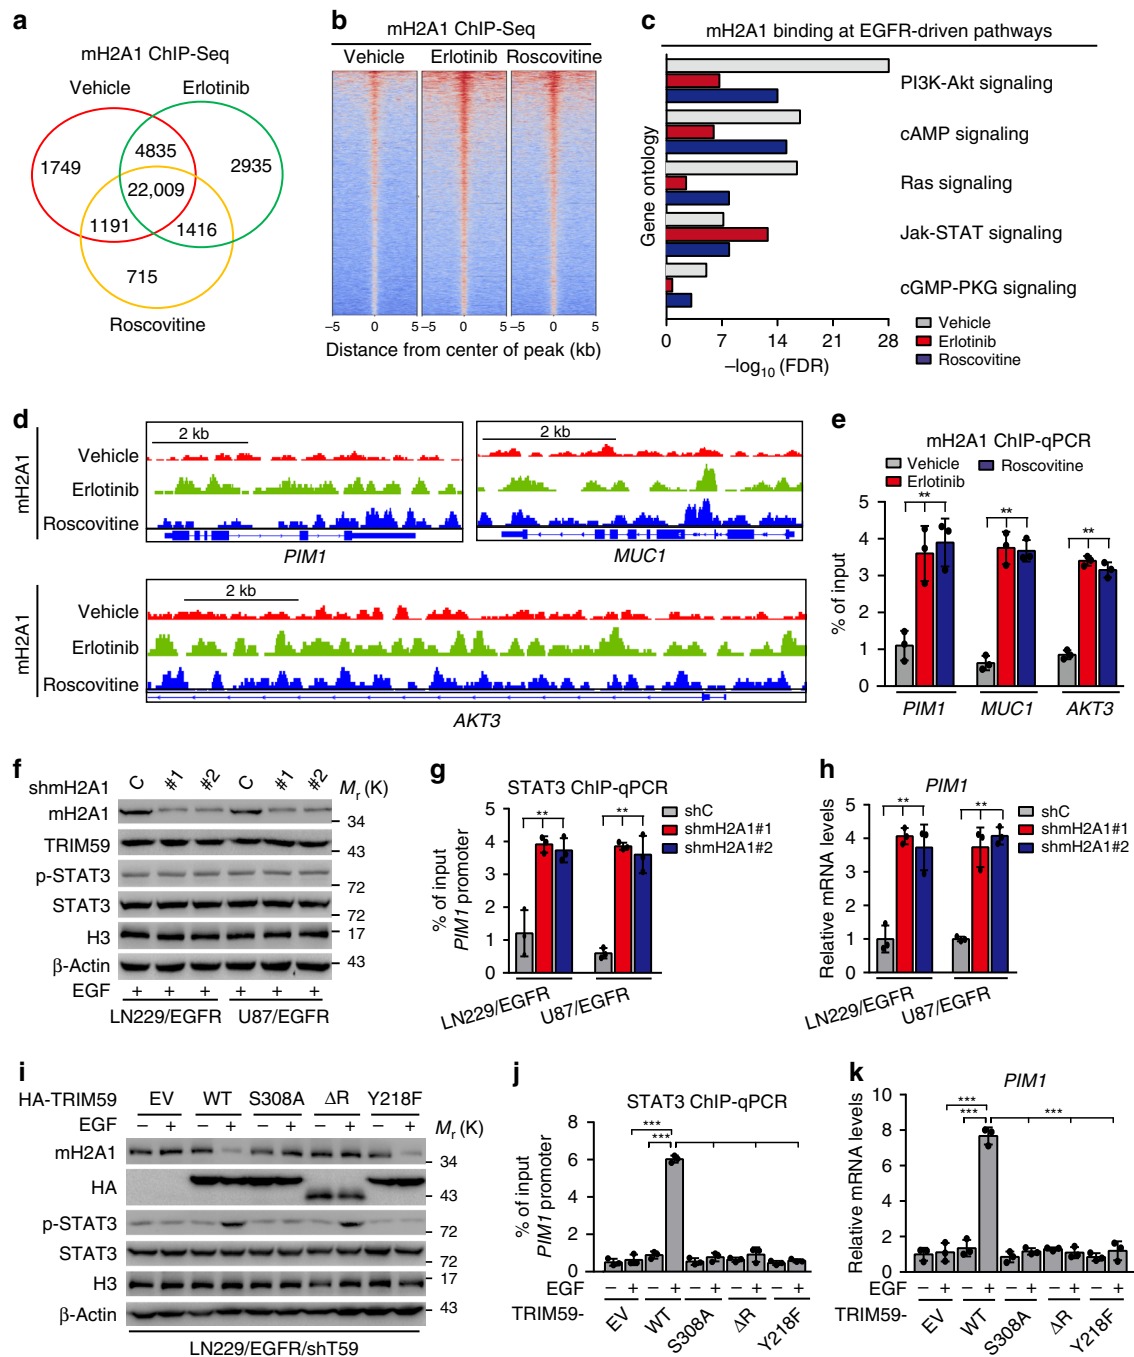 a
mH2A1 ChIP-Seq
Vehicle
Erlotinib
1749
4835
2935
22,009
1191
1416
715
Roscovitine
b
mH2A1 ChIP-Seq
Vehicle Erlotinib Roscovitine
–5 0 5 –5 0 5 –5 0 5
Distance from center of peak (kb)
c
mH2A1 binding at EGFR-driven pathways
Gene ontology
PI3K-Akt signaling
cAMP signaling
Ras signaling
Jak-STAT signaling
cGMP-PKG signaling
0 7 14 21 28
–log10 (FDR)
Vehicle
Erlotinib
Roscovitine
d
mH2A1
2 kb
2 kb
Vehicle
Erlotinib
Roscovitine
PIM1
MUC1
mH2A1
2 kb
Vehicle
Erlotinib
Roscovitine
AKT3
e
mH2A1 ChIP-qPCR
Vehicle
Erlotinib
Roscovitine
% of input
5
4
3
2
1
0
** ** **
PIM1 MUC1 AKT3
f
shmH2A1 C #1 #2 C #1 #2 Mr (K)
mH2A1
34
TRIM59
43
p-STAT3
72
STAT3
72
H3
17
β-Actin
43
EGF + + + + + +
LN229/EGFR U87/EGFR
g
STAT3 ChIP-qPCR
% of input
PIM1 promoter
5
4
3
2
1
0
** **
LN229/EGFR
U87/EGFR
shC
shmH2A1#1
shmH2A1#2
h
PIM1
Relative mRNA levels
5
4
3
2
1
0
** **
LN229/EGFR
U87/EGFR
shC
shmH2A1#1
shmH2A1#2
i
HA-TRIM59 EV WT S308A ΔR Y218F
EGF – + – + – + – + – + Mr (K)
mH2A1
34
HA
43
p-STAT3
72
STAT3
72
H3
17
β-Actin
43
LN229/EGFR/shT59
j
STAT3 ChIP-qPCR
% of input
PIM1 promoter
8
6
4
2
0
***
*** ***
EGF – + – + – + – + – +
TRIM59- EV WT S308A ΔR Y218F
k
PIM1
Relative mRNA levels
10
8
6
4
2
0
***
*** ***
EGF – + – + – + – + – +
TRIM59- EV WT S308A ΔR Y218F